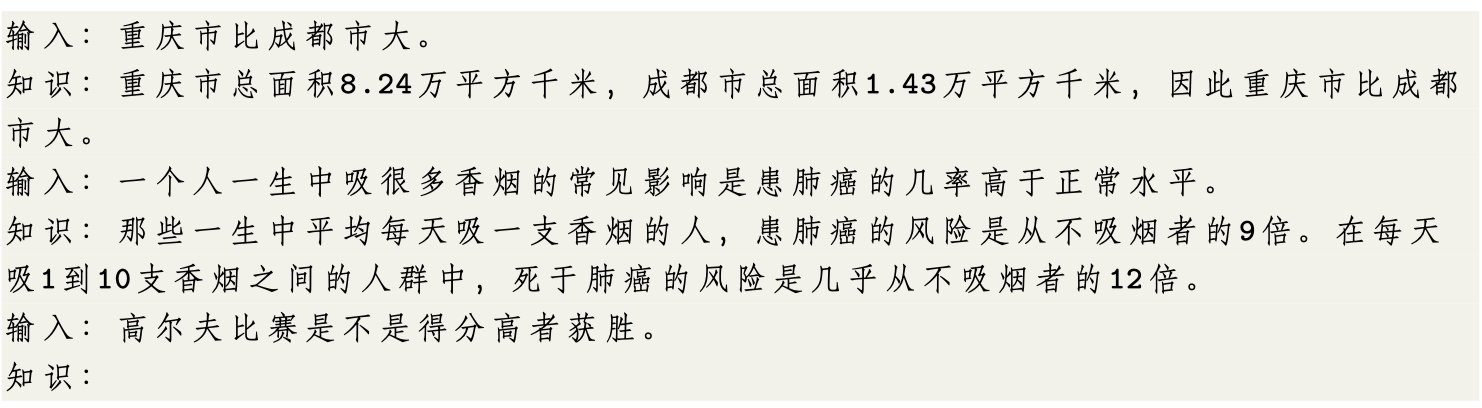 输入：重庆市比成都市大。
知识：重庆市总面积8.24万平方千米，成都市总面积1.43万平方千米，因此重庆市比成都
市大。
输入：一个人一生中吸很多香烟的常见影响是患肺癌的几率高于正常水平。
知识：那些一生中平均每天吸一支香烟的人，患肺癌的风险是从不吸烟者的9倍。在每天
吸1到10支香烟之间的人群中，死于肺癌的风险是几乎从不吸烟者的12倍。
输入：高尔夫比赛是不是得分高者获胜。
知识：